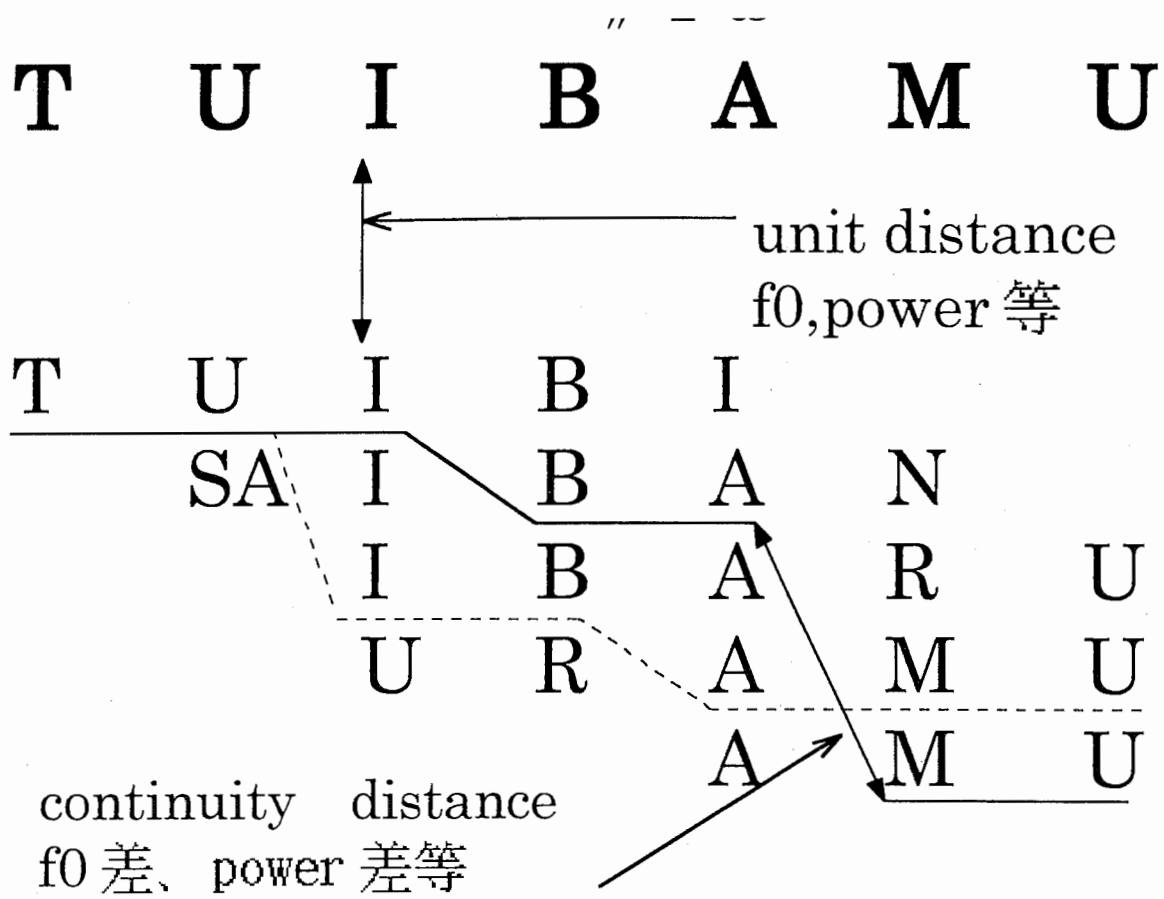 T U I B A M U
unit distance
f0,power 等
T U I B I
SA I B A N
I B A R U
U R A M U
A M U
continuity distance
f0 差、power 差等